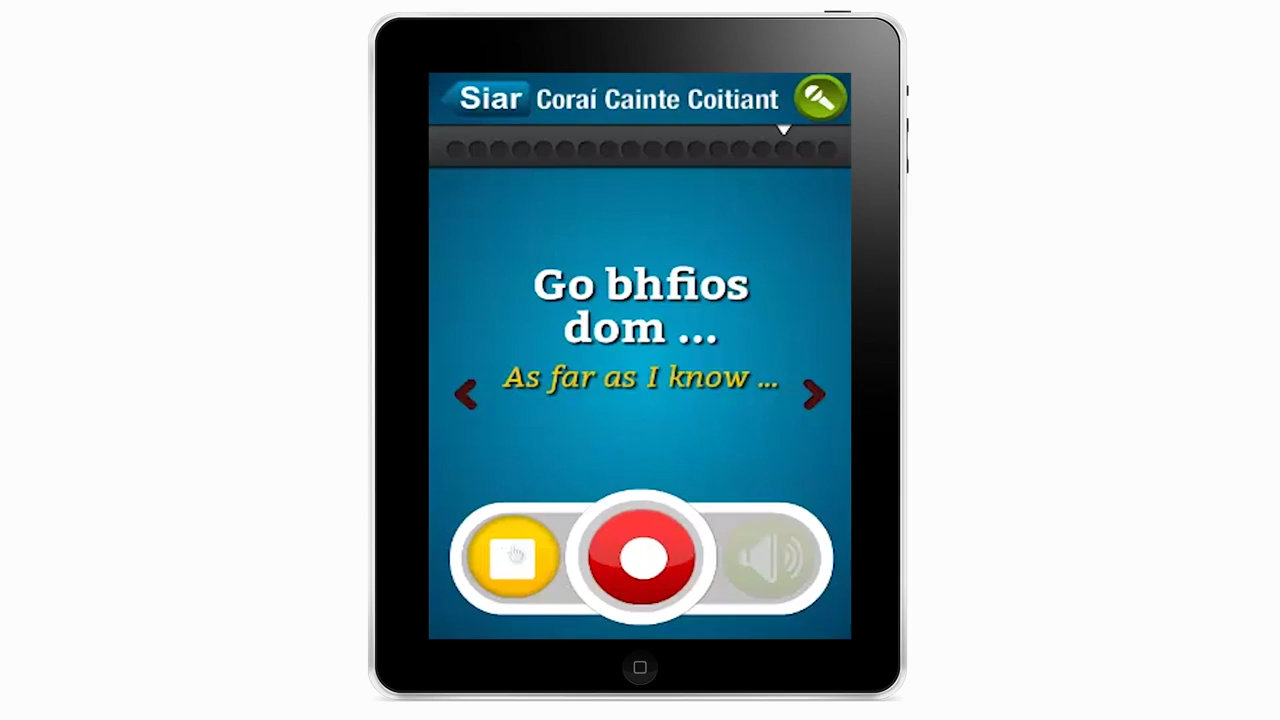 Siar Coraí Cainte Coitiant
Go bhfios
dom ...
As far as I know ...